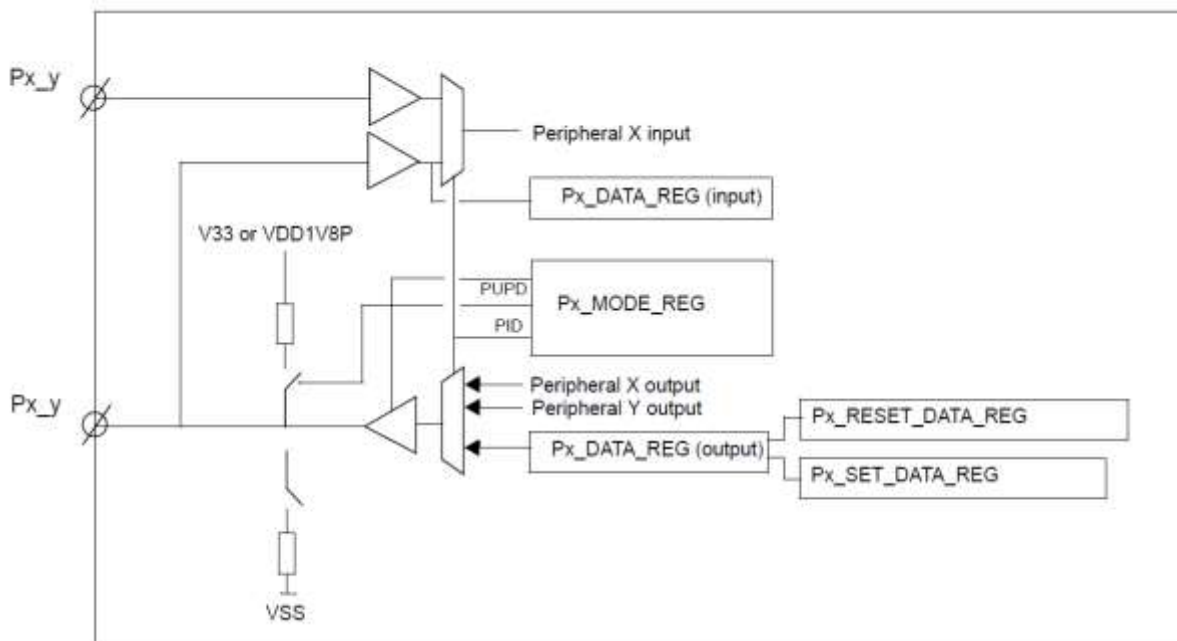 Px_y
Peripheral X input
Px_DATA_REG (input)
V33 or VDD1V8P
PUPD
Px_MODE_REG
PID
Peripheral X output
Px_y
Peripheral Y output
Px_RESET_DATA_REG
Px_DATA_REG (output)
Px_SET_DATA_REG
VSS